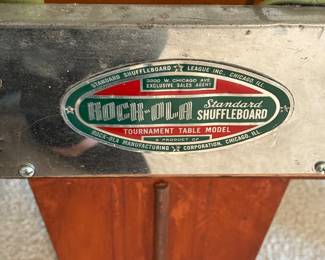 STANDARD SHUFFLEBOARD LEAGUE INC. CHICAGO, ILL.
3200 W. CHICAGO AVE.
EXCLUSIVE SALES AGENT
ROCK-OLA Standard SHUFFLEBOARD
TOURNAMENT TABLE MODEL
A PRODUCT OF
ROCK-OLA MANUFACTURING CORPORATION, CHICAGO, ILL.